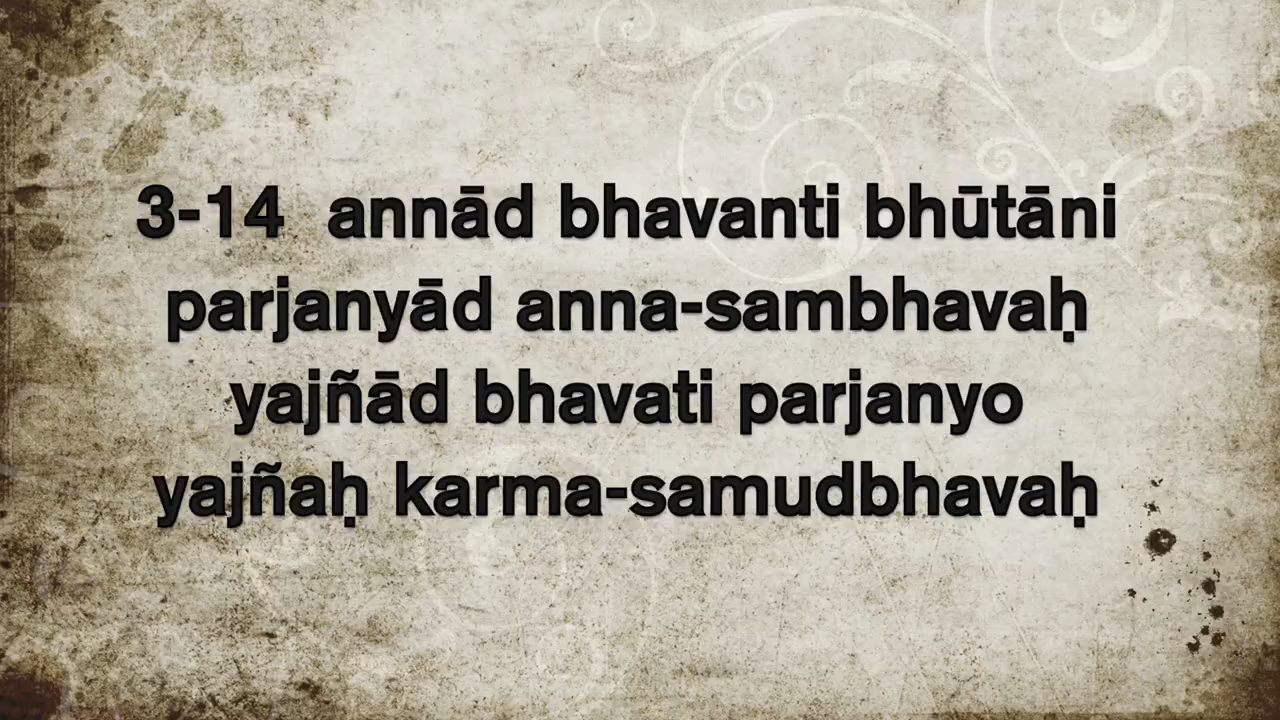 3-14 annād bhavanti bhūtāni
parjanyād anna-sambhavaḥ
yajñād bhavati parjanyo
yajñaḥ karma-samudbhavaḥ